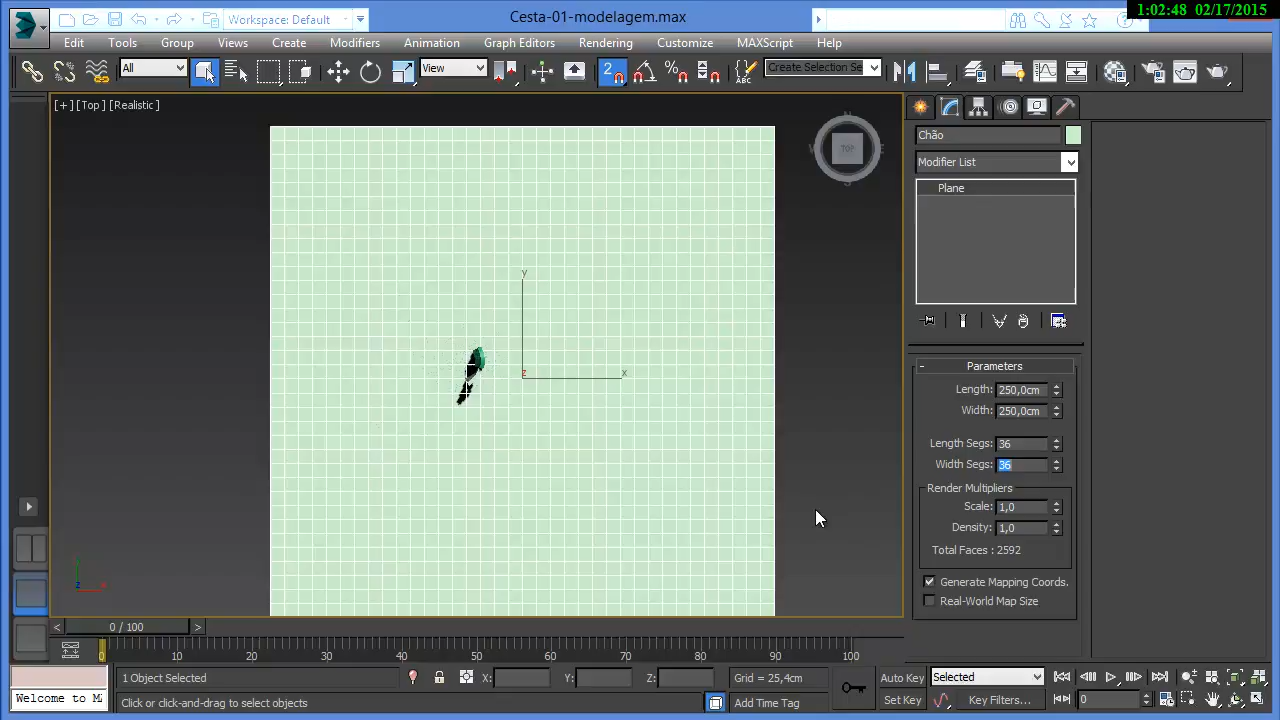 1:02:48 02/17/2015
Workspace: Default
Cesta-01-modelagem.max
Edit Tools Group Views Create Modifiers Animation Graph Editors Rendering Customize MAXScript Help
All
View
2
Create Selection Se
[+] [Top] [Realistic]
N
TOP
S
Chão
Modifier List
Plane
y
z
x
- Parameters
Length: 250,0cm
Width: 250,0cm
Length Segs: 36
Width Segs: 36
Render Multipliers
Scale: 1,0
Density: 1,0
Total Faces : 2592
Generate Mapping Coords.
Real-World Map Size
z
x
< 0 / 100 >
0 10 20 30 40 50 60 70 80 90 100
1 Object Selected
X:
Y:
Z:
Grid = 25,4cm
Auto Key
Selected
Welcome to M
Click or click-and-drag to select objects
Add Time Tag
Set Key
Key Filters...
0